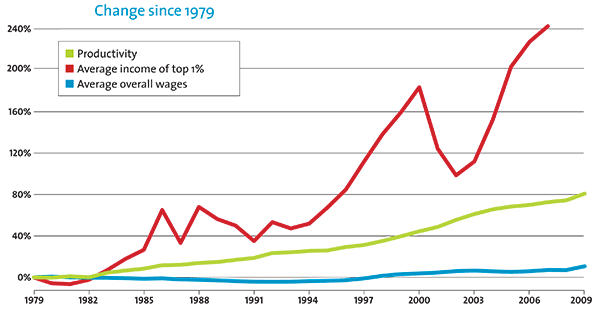 Change since 1979
240%
Productivity
Average income of top 1%
200%
Average overall wages
160%
120%
80%
40%
0%
1979 1982 1985 1988 1991 1994 1997 2000 2003 2006 2009